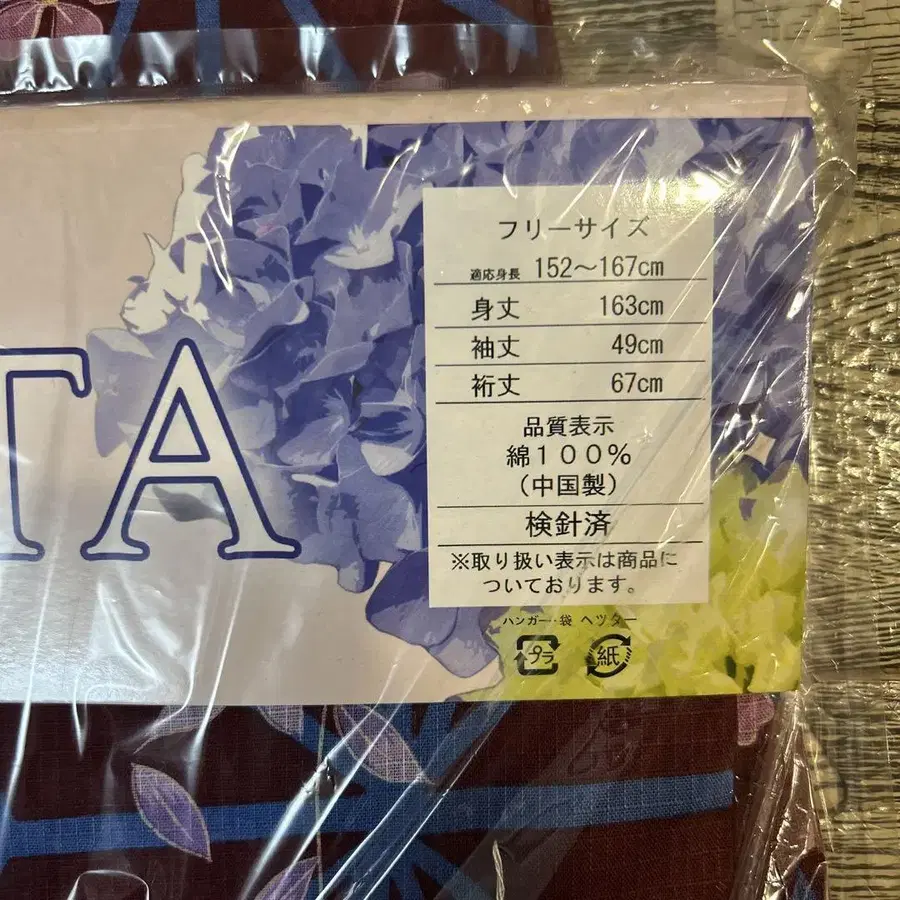 TA
フリーサイズ
適応身長 152～167cm
身丈 163cm
袖丈 49cm
裄丈 67cm
品質表示
綿１００％
（中国製）
検針済
※取り扱い表示は商品に
ついております。
ハンガー・袋 ヘッダー
プラ 紙